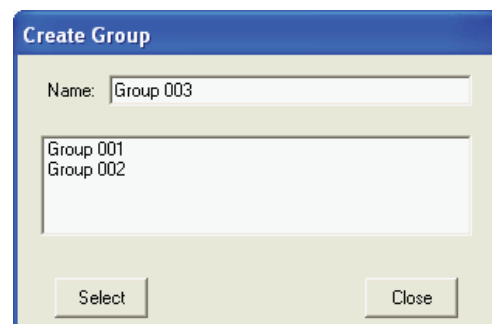 Create Group
Name: Group 003
Group 001
Group 002
Select Close